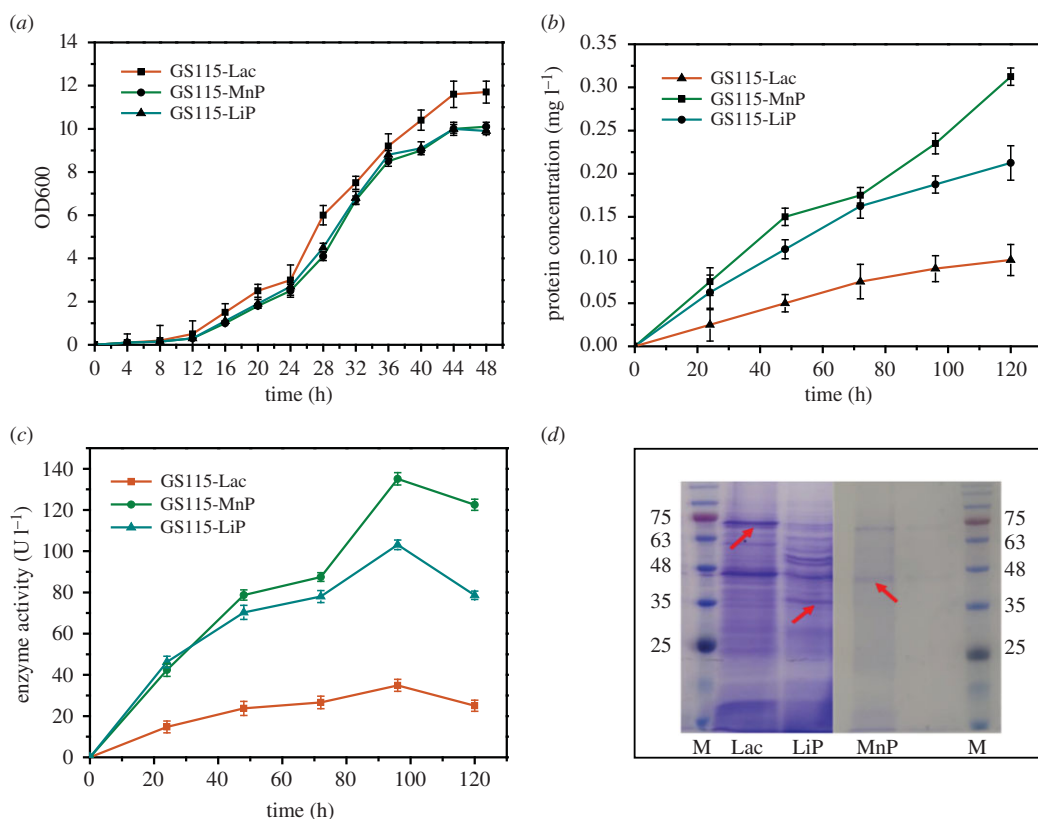 (a)
14
12
10
8
6
4
2
0
OD600
GS115-Lac
GS115-MnP
GS115-LiP
0 4 8 12 16 20 24 28 32 36 40 44 48
time (h)
(b)
0.35
0.30
0.25
0.20
0.15
0.10
0.05
0.00
protein concentration (mg l⁻¹)
GS115-Lac
GS115-MnP
GS115-LiP
0 20 40 60 80 100 120
time (h)
(c)
140
120
100
80
60
40
20
0
enzyme activity (U l⁻¹)
GS115-Lac
GS115-MnP
GS115-LiP
0 20 40 60 80 100 120
time (h)
(d)
75 75
63 63
48 48
35 35
25 25
M Lac LiP MnP M